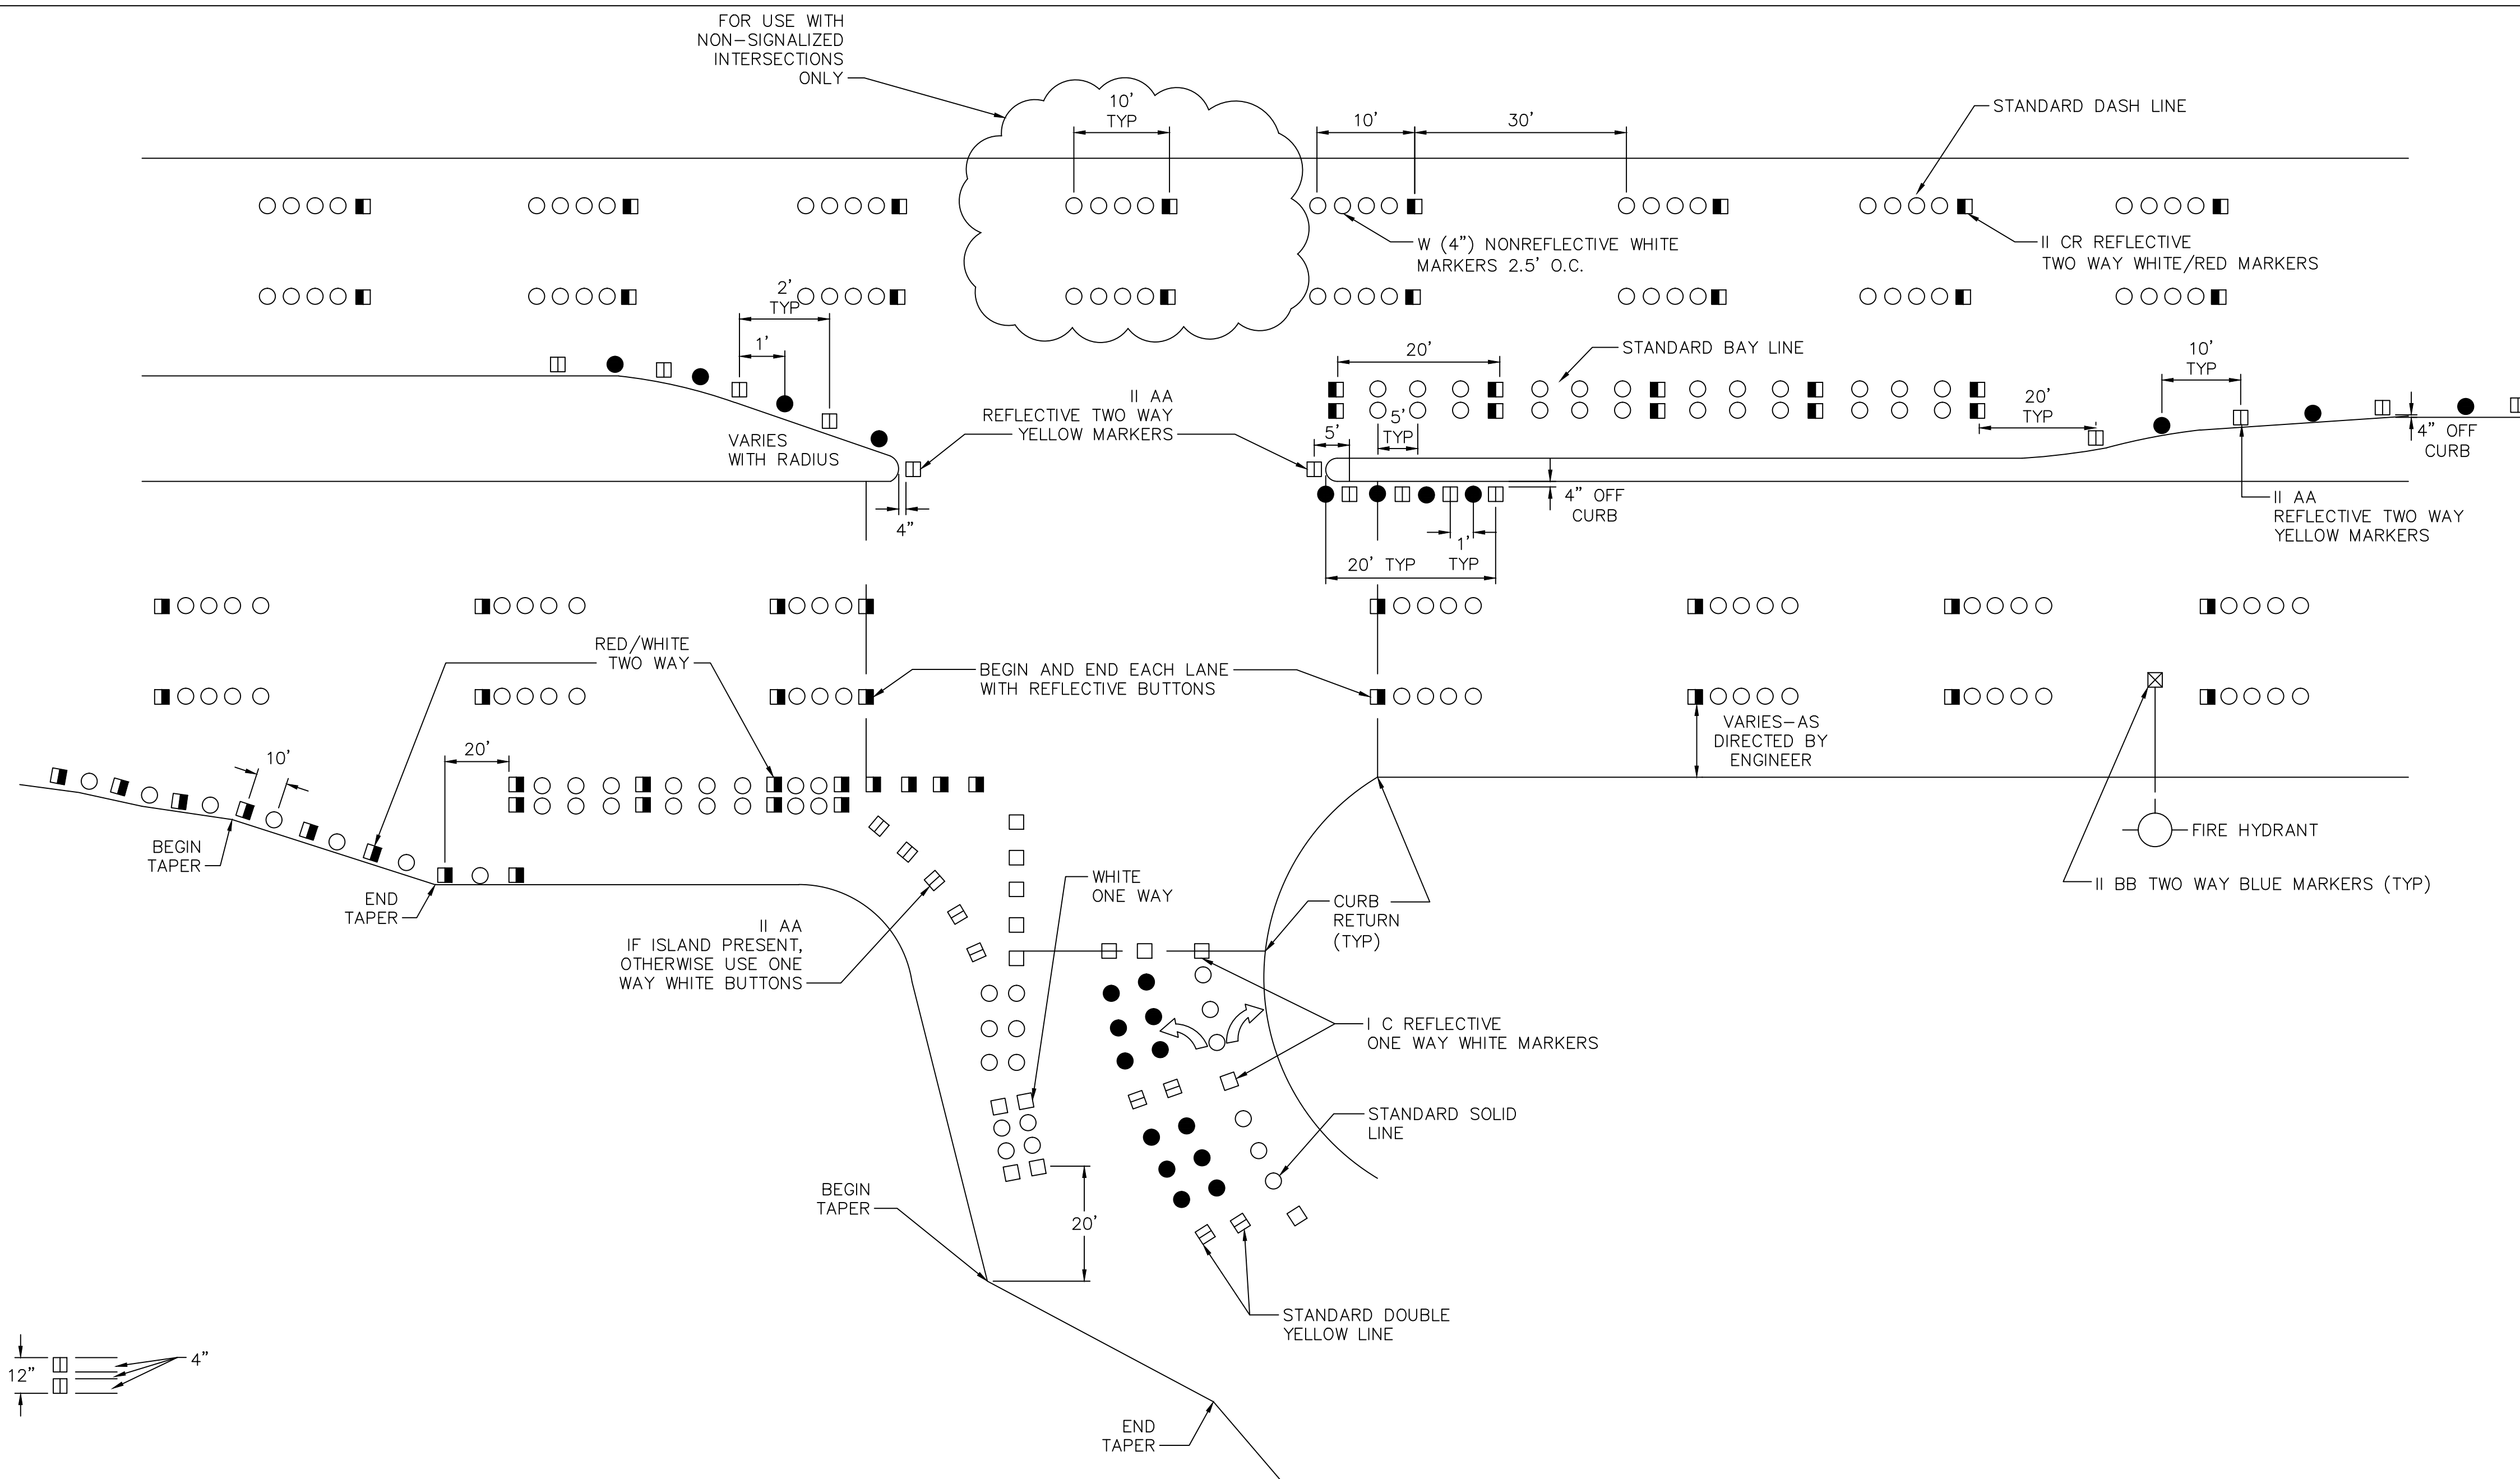 FOR USE WITH
NON-SIGNALIZED
INTERSECTIONS
ONLY
10'
TYP
10'
30'
STANDARD DASH LINE
W (4") NONREFLECTIVE WHITE
MARKERS 2.5' O.C.
II CR REFLECTIVE
TWO WAY WHITE/RED MARKERS
2'
TYP
1'
VARIES
WITH RADIUS
4"
II AA
REFLECTIVE TWO WAY
YELLOW MARKERS
20'
STANDARD BAY LINE
5'
5'
TYP
4" OFF
CURB
1'
TYP
20' TYP
20'
TYP
10'
TYP
4" OFF
CURB
II AA
REFLECTIVE TWO WAY
YELLOW MARKERS
RED/WHITE
TWO WAY
BEGIN AND END EACH LANE
WITH REFLECTIVE BUTTONS
VARIES-AS
DIRECTED BY
ENGINEER
10'
20'
BEGIN
TAPER
END
TAPER
FIRE HYDRANT
II BB TWO WAY BLUE MARKERS (TYP)
WHITE
ONE WAY
CURB
RETURN
(TYP)
II AA
IF ISLAND PRESENT,
OTHERWISE USE ONE
WAY WHITE BUTTONS
I C REFLECTIVE
ONE WAY WHITE MARKERS
STANDARD SOLID
LINE
BEGIN
TAPER
20'
STANDARD DOUBLE
YELLOW LINE
END
TAPER
12"
4"